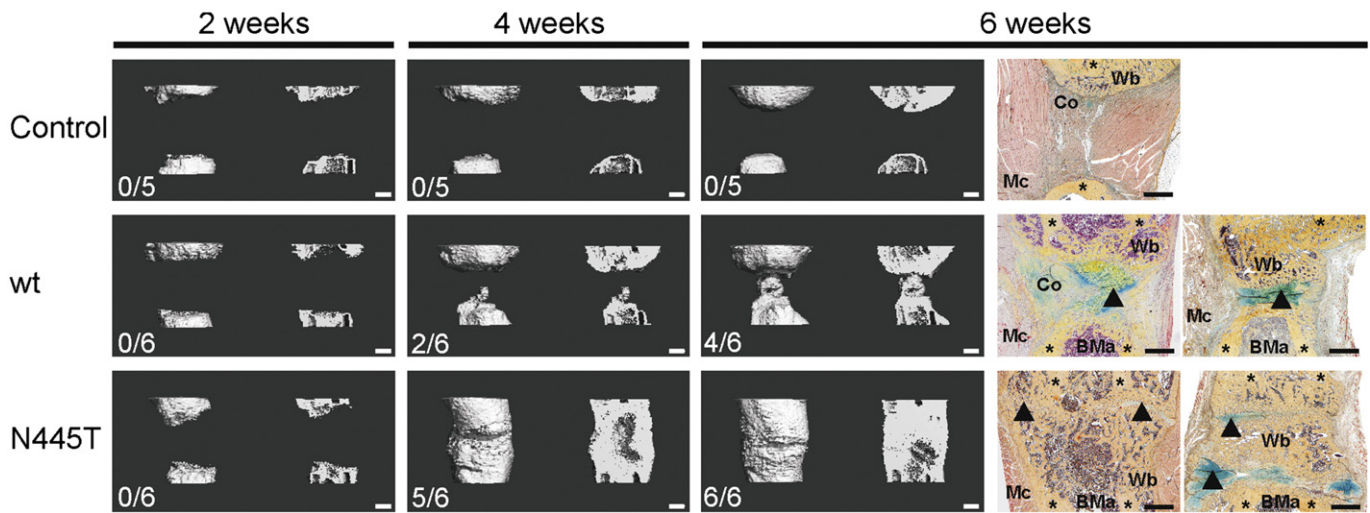 2 weeks 4 weeks 6 weeks
Control 0/5 0/5 0/5 * Wb Co Mc *
wt 0/6 2/6 4/6 * * Wb Co Mc * BMa * * Wb Mc * BMa *
N445T 0/6 5/6 6/6 * * Mc Wb * * * * Wb * BMa *